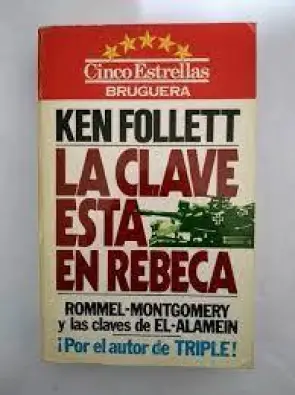 Cinco Estrellas
BRUGUERA
KEN FOLLETT
LA CLAVE
ESTA
EN REBECA
ROMMEL-MONTGOMERY
y las claves de EL-ALAMEIN
¡Por el autor de TRIPLE!